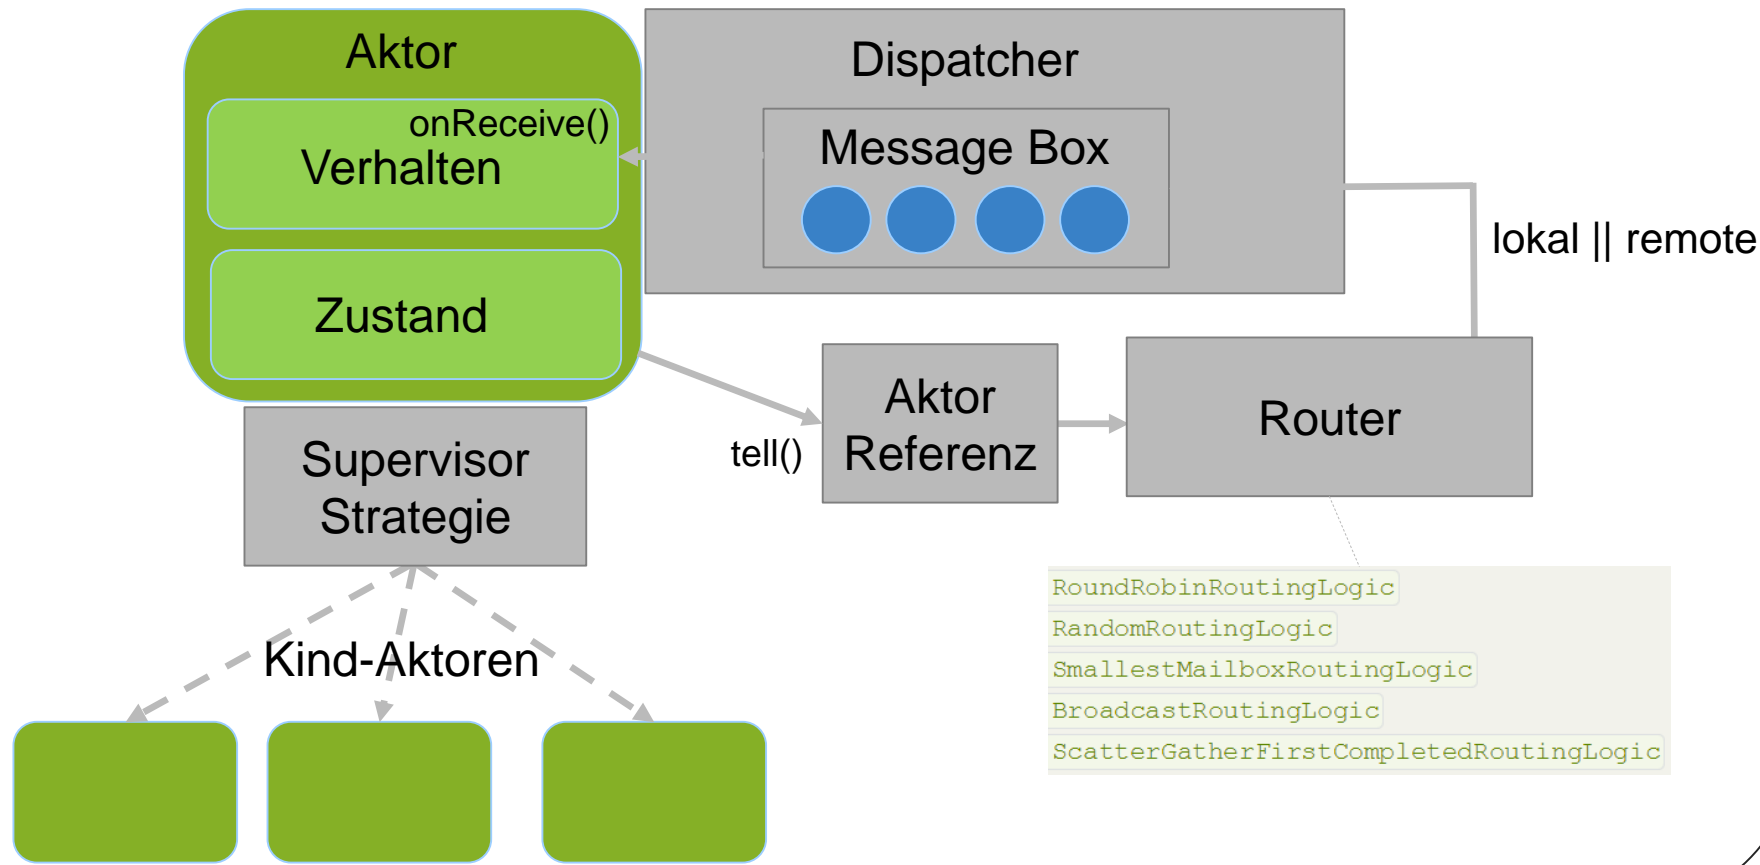 Aktor
onReceive()
Verhalten
Zustand
Dispatcher
Message Box
lokal || remote
Supervisor
Strategie
tell()
Aktor
Referenz
Router
Kind-Aktoren
RoundRobinRoutingLogic
RandomRoutingLogic
SmallestMailboxRoutingLogic
BroadcastRoutingLogic
ScatterGatherFirstCompletedRoutingLogic